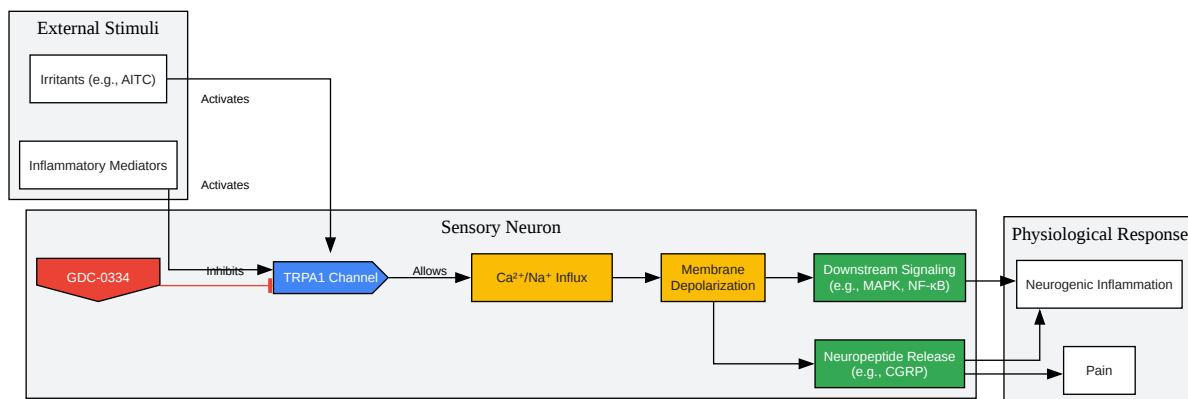 External Stimuli
Irritants (e.g., AITC)
Activates
Inflammatory Mediators
Activates
Sensory Neuron
GDC-0334
Inhibits
TRPA1 Channel
Allows
Ca²⁺/Na⁺ Influx
Membrane
Depolarization
Downstream Signaling
(e.g., MAPK, NF-κB)
Neuropeptide Release
(e.g., CGRP)
Physiological Response
Neurogenic Inflammation
Pain